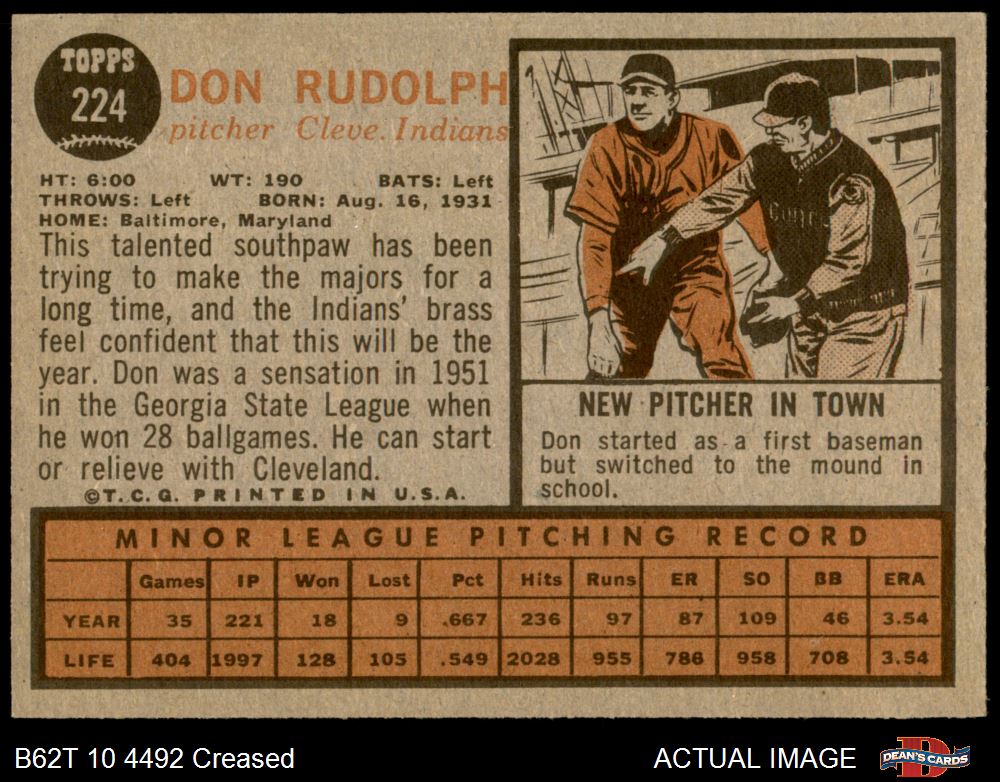 TOPPS
224
DON RUDOLPH
pitcher Cleve. Indians
HT: 6:00 WT: 190 BATS: Left
THROWS: Left BORN: Aug. 16, 1931
HOME: Baltimore, Maryland
This talented southpaw has been
trying to make the majors for a
long time, and the Indians' brass
feel confident that this will be the
year. Don was a sensation in 1951
in the Georgia State League when
he won 28 ballgames. He can start
or relieve with Cleveland.
©T.C.G. PRINTED IN U.S.A.
NEW PITCHER IN TOWN
Don started as a first baseman
but switched to the mound in
school.
MINOR LEAGUE PITCHING RECORD
Games IP Won Lost Pct Hits Runs ER SO BB ERA
YEAR 35 221 18 9 .667 236 97 87 109 46 3.54
LIFE 404 1997 128 105 .549 2028 955 786 958 708 3.54
B62T 10 4492 Creased
ACTUAL IMAGE
DEAN'S CARDS